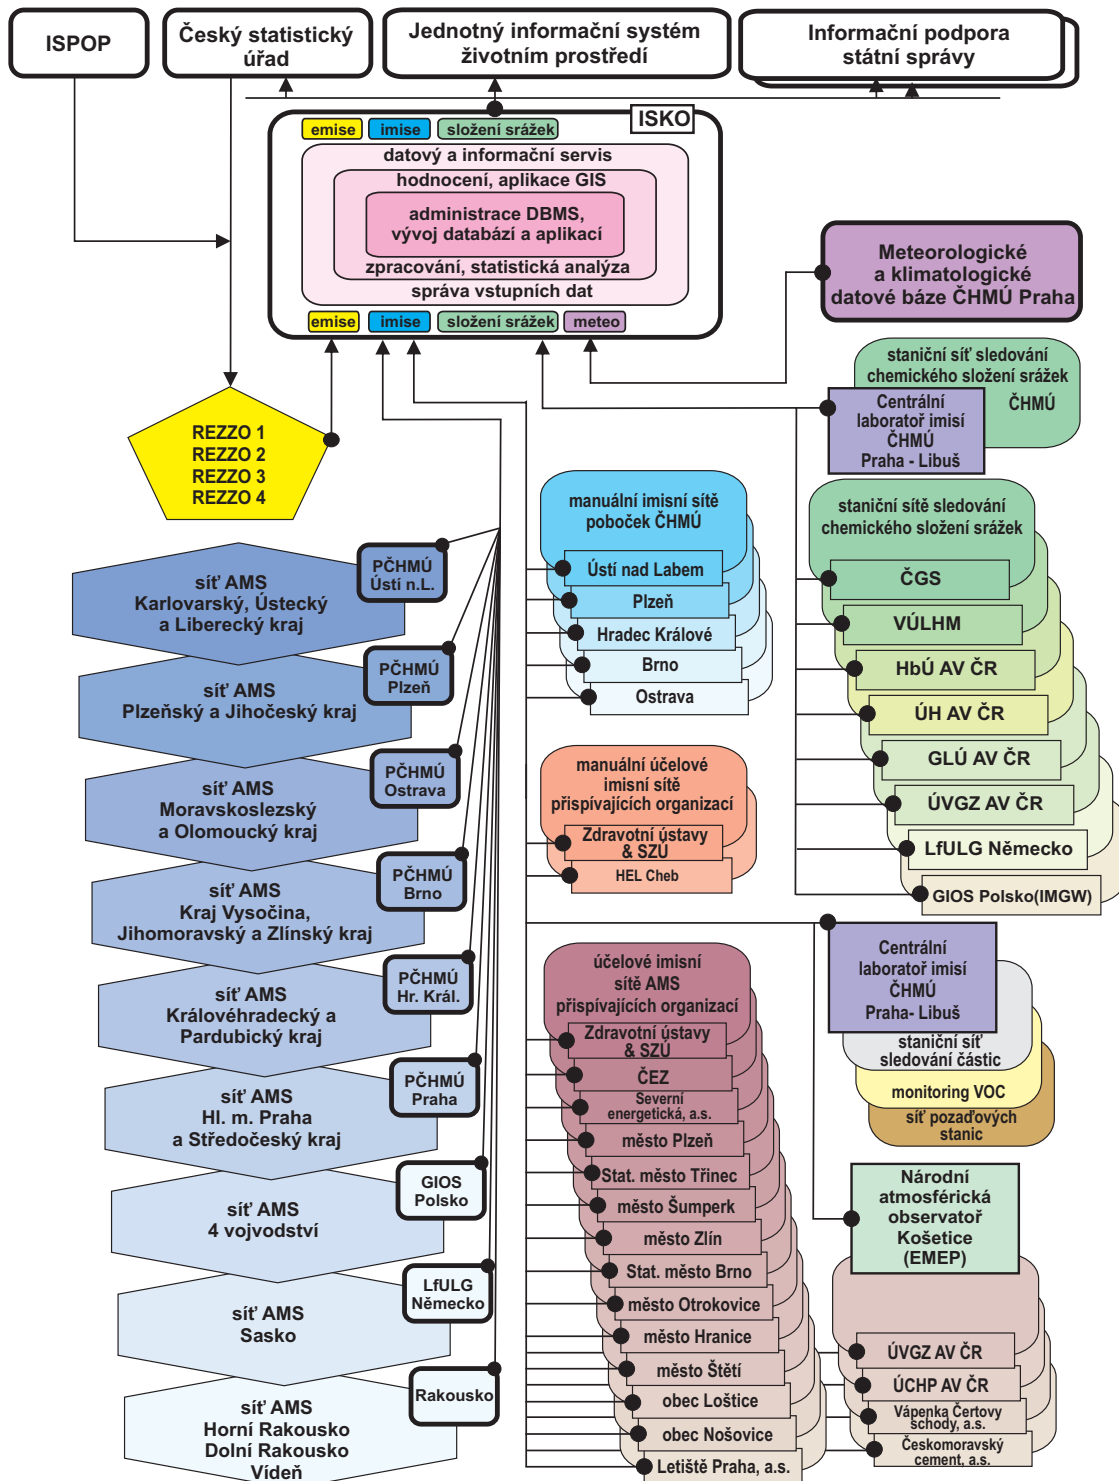 ISPOP
Český statistický
úřad
Jednotný informační systém
životním prostředí
Informační podpora
státní správy
ISKO
emise
imise
složení srážek
datový a informační servis
hodnocení, aplikace GIS
administrace DBMS,
vývoj databází a aplikací
zpracování, statistická analýza
správa vstupních dat
emise
imise
složení srážek
meteo
Meteorologické
a klimatologické
datové báze ČHMÚ Praha
staniční síť sledování
chemického složení srážek
ČHMÚ
Centrální
laboratoř imisí
ČHMÚ
Praha - Libuš
REZZO 1
REZZO 2
REZZO 3
REZZO 4
síť AMS
Karlovarský, Ústecký
a Liberecký kraj
PČHMÚ
Ústí n.L.
síť AMS
Plzeňský a Jihočeský kraj
PČHMÚ
Plzeň
síť AMS
Moravskoslezský
a Olomoucký kraj
PČHMÚ
Ostrava
síť AMS
Kraj Vysočina,
Jihomoravský a Zlínský kraj
PČHMÚ
Brno
síť AMS
Královéhradecký a
Pardubický kraj
PČHMÚ
Hr. Král.
síť AMS
Hl. m. Praha
a Středočeský kraj
PČHMÚ
Praha
síť AMS
4 vojvodství
GIOS
Polsko
síť AMS
Sasko
LfULG
Německo
síť AMS
Horní Rakousko
Dolní Rakousko
Vídeň
Rakousko
manuální imisní sítě
poboček ČHMÚ
Ústí nad Labem
Plzeň
Hradec Králové
Brno
Ostrava
manuální účelové
imisní sítě
přispívajících organizací
Zdravotní ústavy
& SZÚ
HEL Cheb
účelové imisní
sítě AMS
přispívajících organizací
Zdravotní ústavy
& SZÚ
ČEZ
Severní
energetická, a.s.
město Plzeň
Stat. město Třinec
město Šumperk
město Zlín
Stat. město Brno
město Otrokovice
město Hranice
město Štětí
obec Loštice
obec Nošovice
Letiště Praha, a.s.
staniční sítě sledování
chemického složení srážek
ČGS
VÚLHM
HbÚ AV ČR
ÚH AV ČR
GLÚ AV ČR
ÚVGZ AV ČR
LfULG Německo
GIOS Polsko(IMGW)
Centrální
laboratoř imisí
ČHMÚ
Praha- Libuš
staniční síť
sledování částic
monitoring VOC
síť pozaďových
stanic
Národní
atmosférická
observatoř
Košetice
(EMEP)
ÚVGZ AV ČR
ÚCHP AV ČR
Vápenka Čertovy
schody, a.s.
Českomoravský
cement, a.s.